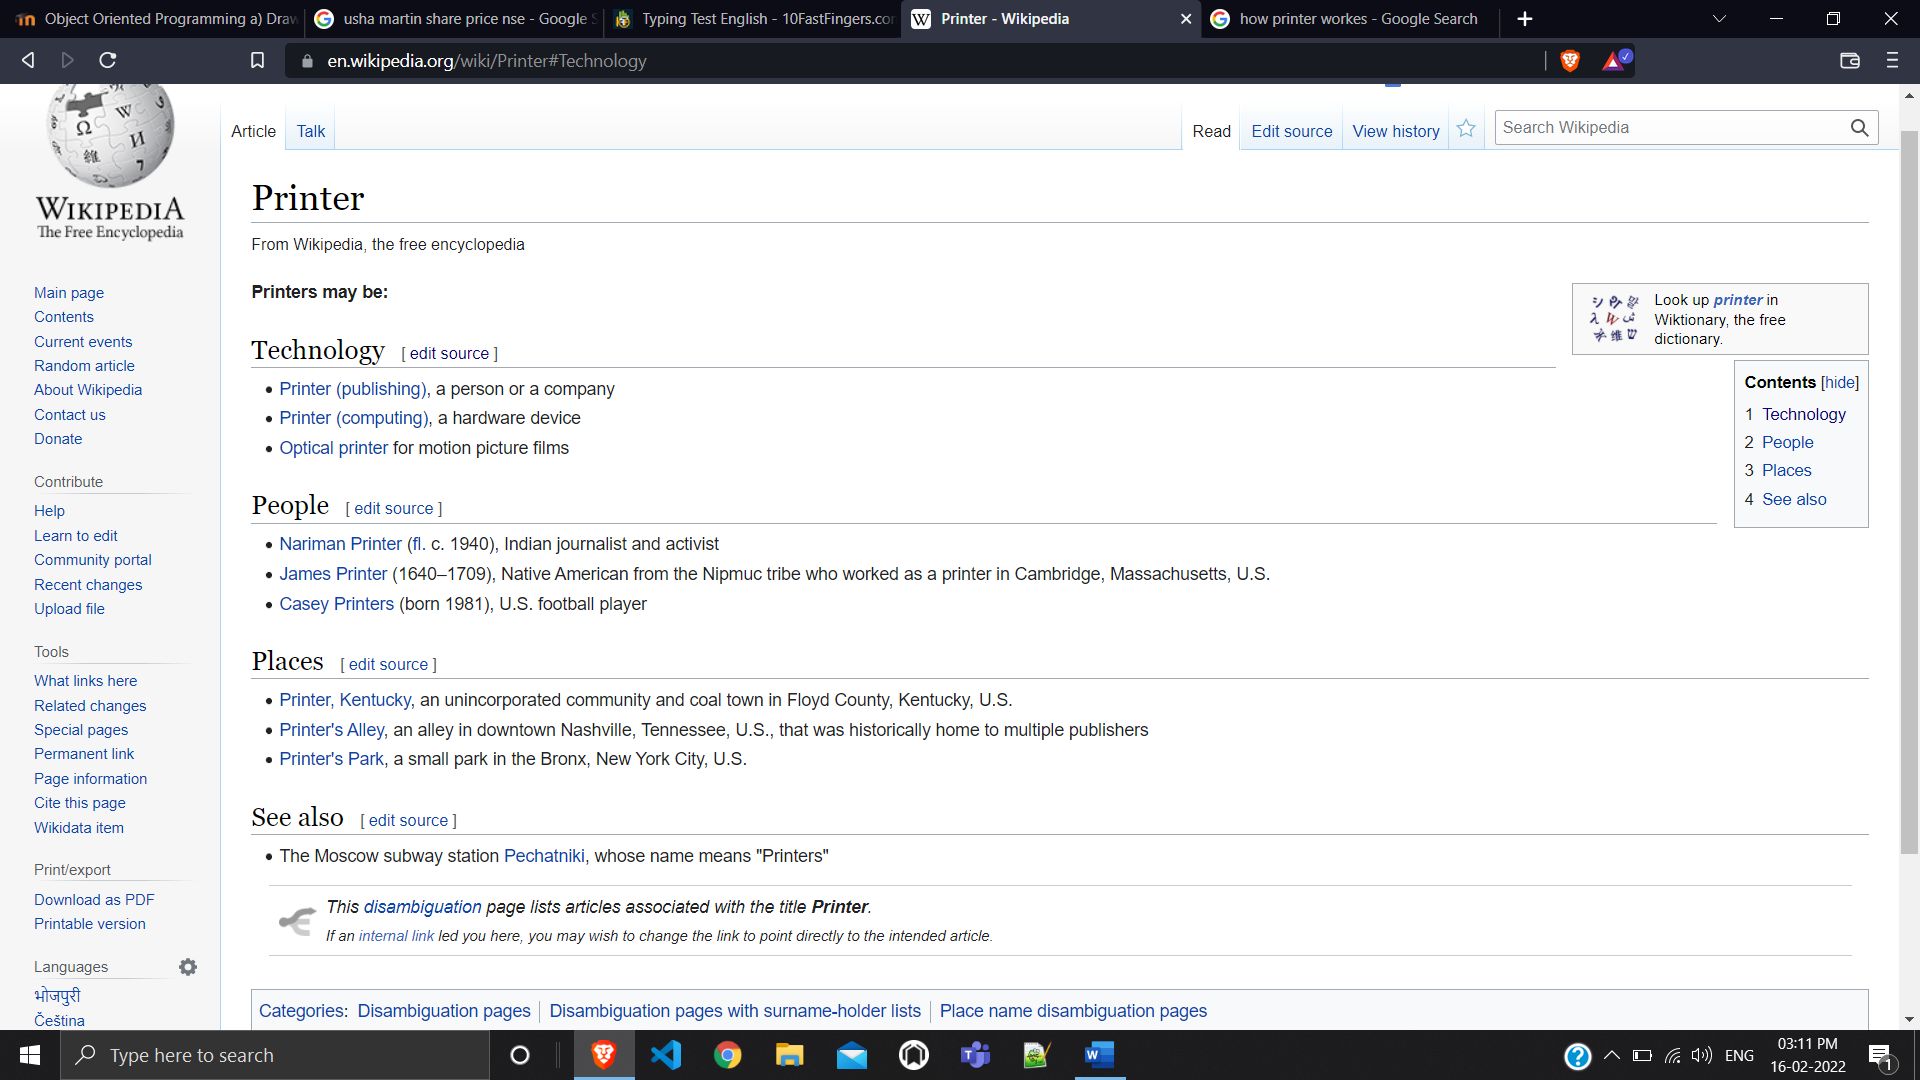 Object Oriented Programming a) Draw
usha martin share price nse - Google S
Typing Test English - 10FastFingers.com
Printer - Wikipedia
how printer workes - Google Search
en.wikipedia.org/wiki/Printer#Technology
WIKIPEDIA
The Free Encyclopedia
Main page
Contents
Current events
Random article
About Wikipedia
Contact us
Donate
Contribute
Help
Learn to edit
Community portal
Recent changes
Upload file
Tools
What links here
Related changes
Special pages
Permanent link
Page information
Cite this page
Wikidata item
Print/export
Download as PDF
Printable version
Languages
भोजपुरी
Čeština
Article Talk
Read Edit source View history
Search Wikipedia
Printer
From Wikipedia, the free encyclopedia
Printers may be:
Look up printer in
Wiktionary, the free
dictionary.
Contents [hide]
1 Technology
2 People
3 Places
4 See also
Technology [ edit source ]
• Printer (publishing), a person or a company
• Printer (computing), a hardware device
• Optical printer for motion picture films
People [ edit source ]
• Nariman Printer (fl. c. 1940), Indian journalist and activist
• James Printer (1640–1709), Native American from the Nipmuc tribe who worked as a printer in Cambridge, Massachusetts, U.S.
• Casey Printers (born 1981), U.S. football player
Places [ edit source ]
• Printer, Kentucky, an unincorporated community and coal town in Floyd County, Kentucky, U.S.
• Printer's Alley, an alley in downtown Nashville, Tennessee, U.S., that was historically home to multiple publishers
• Printer's Park, a small park in the Bronx, New York City, U.S.
See also [ edit source ]
• The Moscow subway station Pechatniki, whose name means "Printers"
This disambiguation page lists articles associated with the title Printer.
If an internal link led you here, you may wish to change the link to point directly to the intended article.
Categories: Disambiguation pages | Disambiguation pages with surname-holder lists | Place name disambiguation pages
Type here to search
ENG
03:11 PM
16-02-2022
1